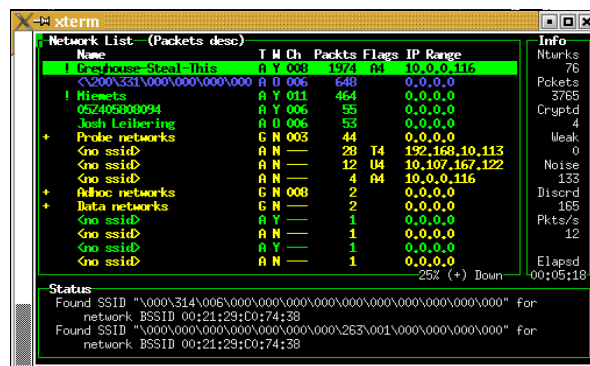 xterm
Network List—(Packets desc) Info
Name T W Ch Packts Flags IP Range Ntwrks
! Greyhouse-Steal-This A Y 008 1974 A4 10.0.0.116 76
<\200\331\000\000\000\000 A O 006 648 0.0.0.0 Pckets
! Niemets A Y 011 464 0.0.0.0 3765
05Z405808094 A Y 006 55 0.0.0.0 Cryptd
Josh Leibering A O 006 53 0.0.0.0 4
+ Probe networks G N 003 44 0.0.0.0 Weak
<no ssid> A N --- 28 T4 192.168.10.113 0
<no ssid> A N --- 12 U4 10.107.167.122 Noise
<no ssid> A N --- 4 A4 10.0.0.116 133
+ Adhoc networks G N 008 2 0.0.0.0 Discrd
+ Data networks G N --- 2 0.0.0.0 165
<no ssid> A Y --- 1 0.0.0.0 Pkts/s
<no ssid> A N --- 1 0.0.0.0 12
<no ssid> A Y --- 1 0.0.0.0
<no ssid> A N --- 1 0.0.0.0 Elapsd
25% (+) Down 00:05:18
Status
Found SSID "\000\314\006\000\000\000\000\000\000\000\000\000\000" for
network BSSID 00:21:29:C0:74:38
Found SSID "\000\000\000\000\000\000\000\263\001\000\000\000\000" for
network BSSID 00:21:29:C0:74:38